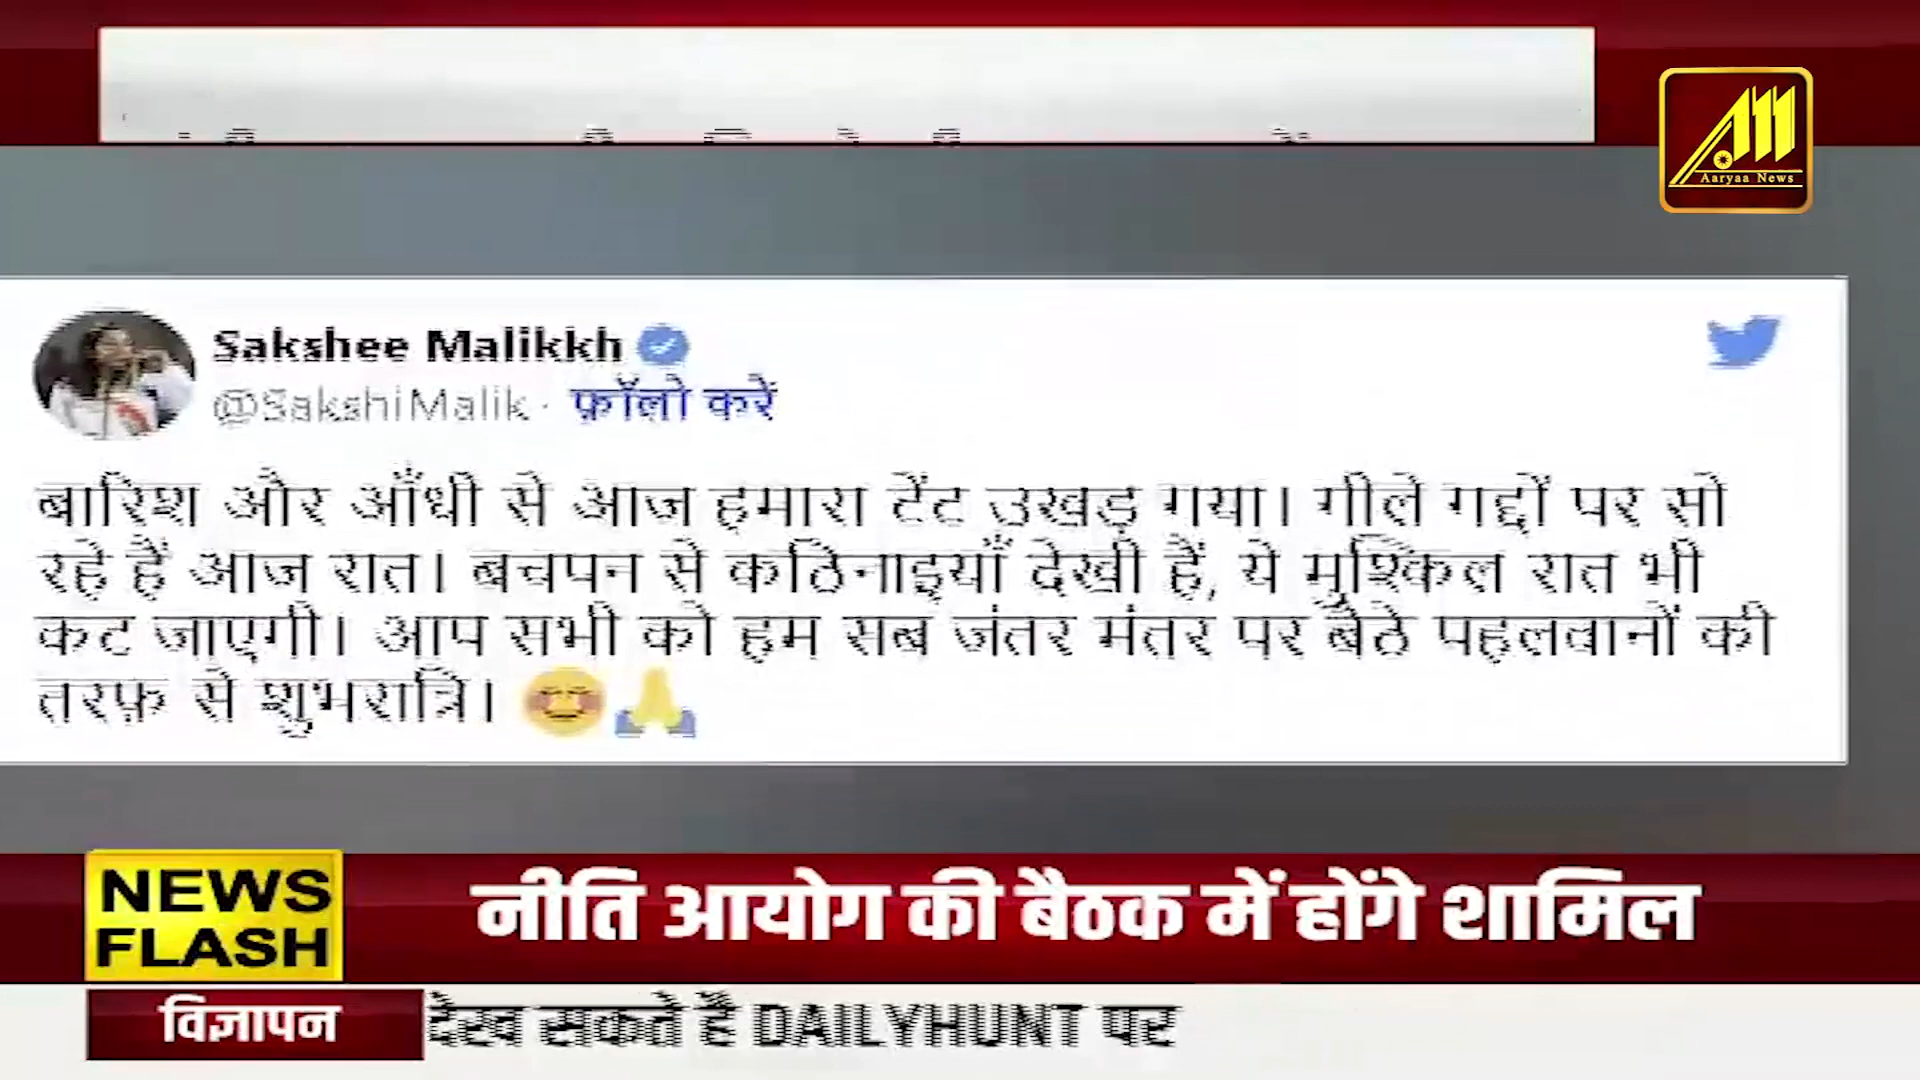 Aaryaa News
Sakshee Malikkh
@SakshiMalik · फ़ॉलो करें
बारिश और आँधी से आज हमारा टेंट उखड़ गया। गीले गद्दों पर सो
रहे हैं आज रात। बचपन से कठिनाइयाँ देखी हैं, ये मुश्किल रात भी
कट जाएगी। आप सभी को हम सब जंतर मंतर पर बैठे पहलवानों की
तरफ़ से शुभरात्रि। 😊🙏
NEWS
FLASH
नीति आयोग की बैठक में होंगे शामिल
विज्ञापन
देख सकते हैं DAILYHUNT पर